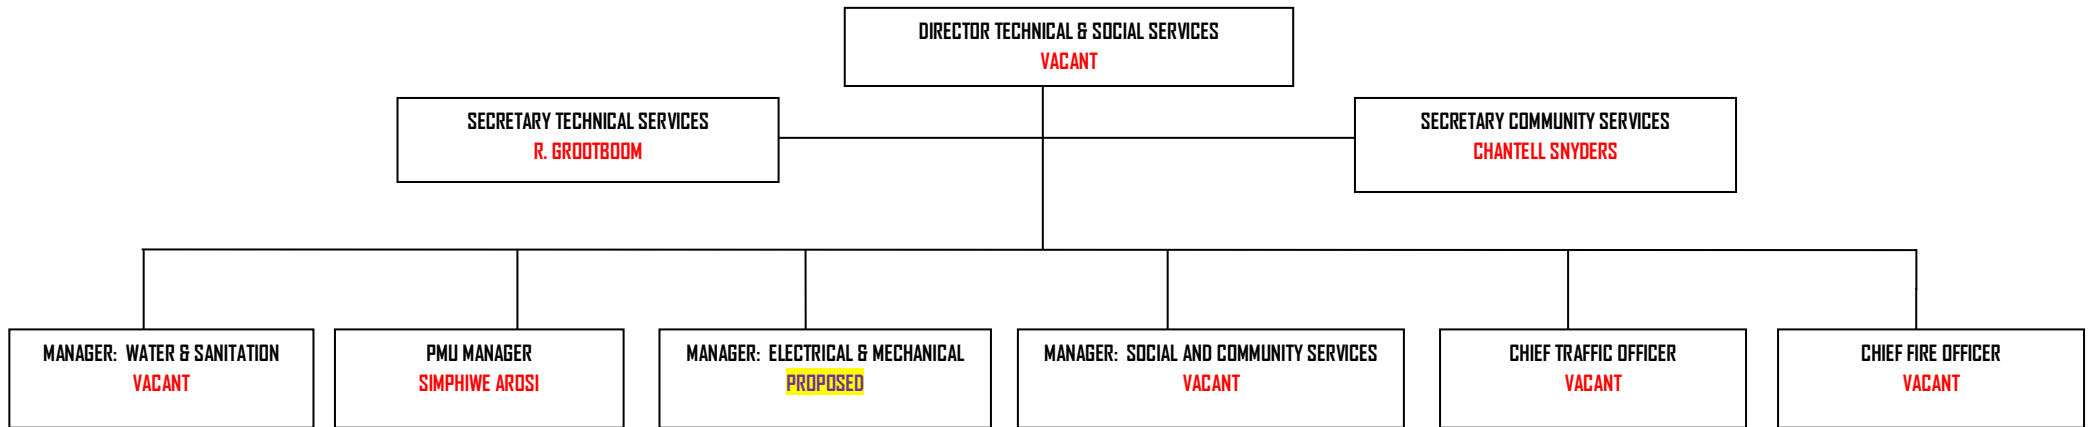 DIRECTOR TECHNICAL & SOCIAL SERVICES
VACANT
SECRETARY TECHNICAL SERVICES
R. GROOTBOOM
SECRETARY COMMUNITY SERVICES
CHANTELL SNYDERS
MANAGER: WATER & SANITATION
VACANT
PMU MANAGER
SIMPHIWE AROSI
MANAGER: ELECTRICAL & MECHANICAL
PROPOSED
MANAGER: SOCIAL AND COMMUNITY SERVICES
VACANT
CHIEF TRAFFIC OFFICER
VACANT
CHIEF FIRE OFFICER
VACANT